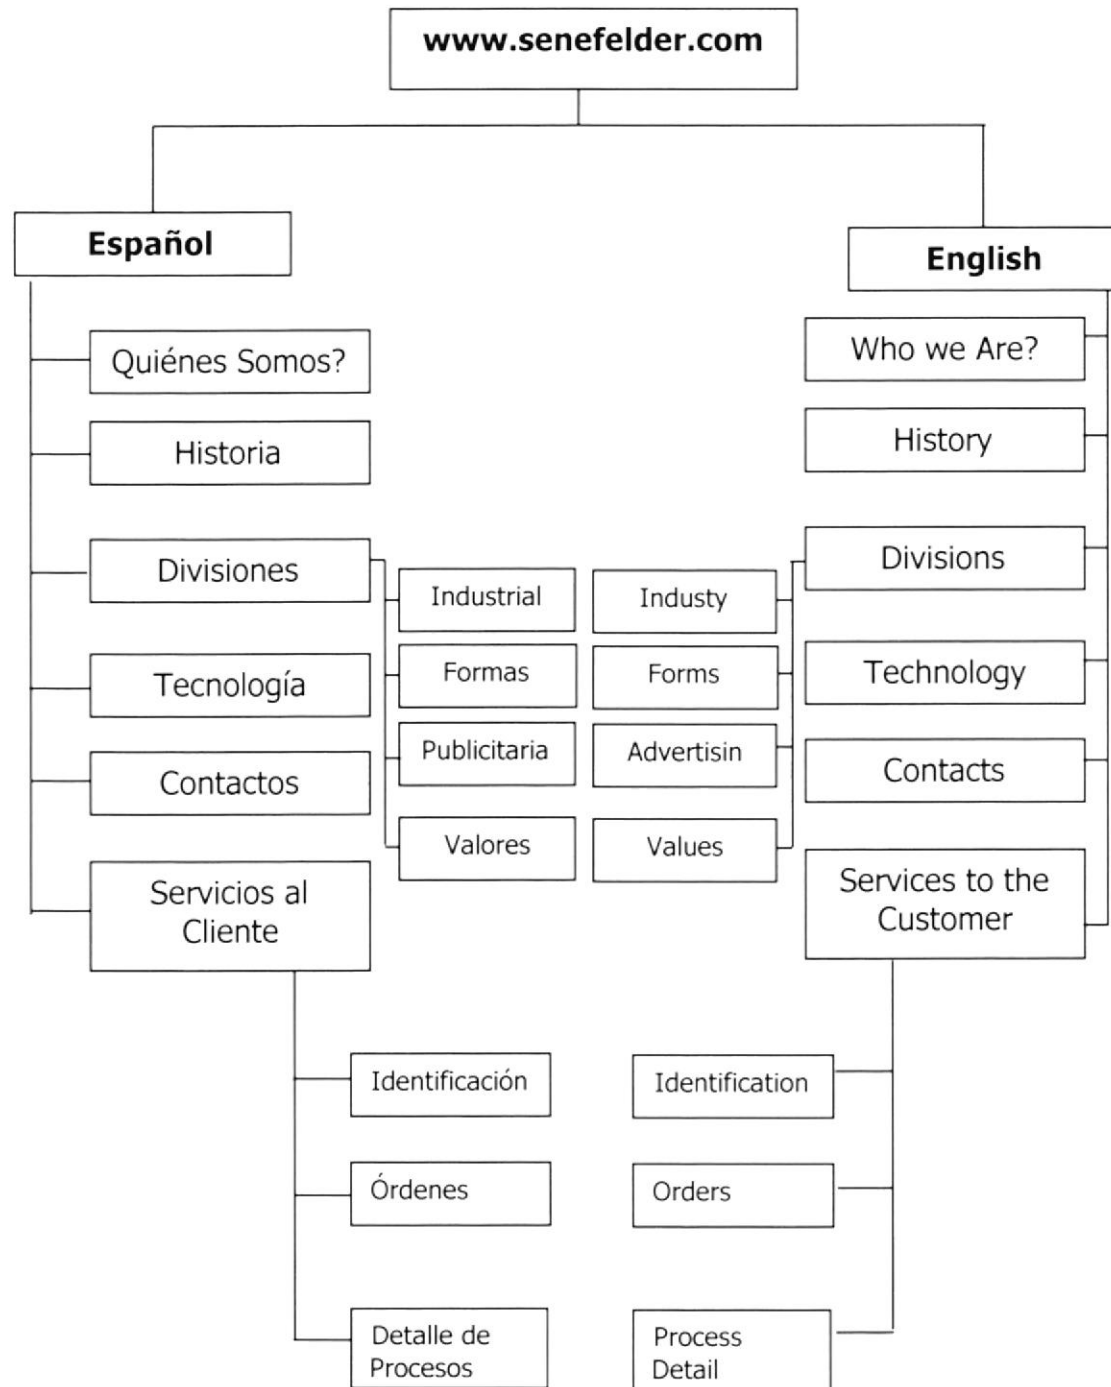 www.senefelder.com
Español
English
Quiénes Somos?
Who we Are?
Historia
History
Divisiones
Divisions
Industrial
Industy
Formas
Forms
Tecnología
Technology
Publicitaria
Advertisin
Contactos
Contacts
Valores
Values
Servicios al
Cliente
Services to the
Customer
Identificación
Identification
Órdenes
Orders
Detalle de
Procesos
Process
Detail